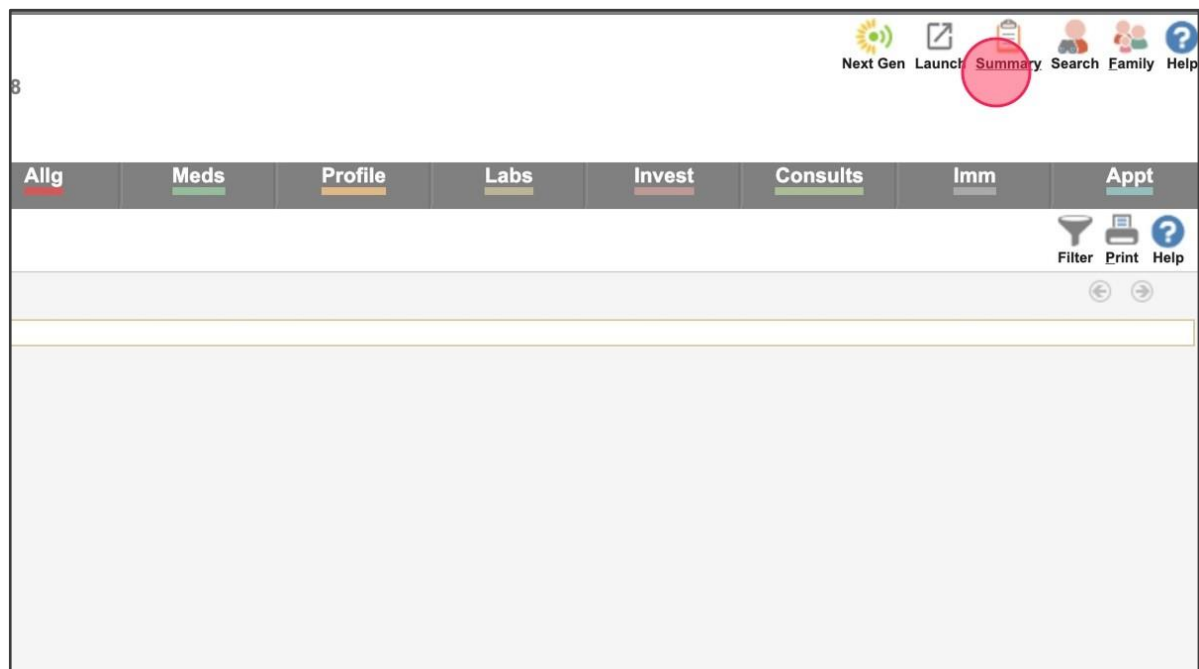 Next Gen Launch Summary Search Family Help
8
Allg Meds Profile Labs Invest Consults Imm Appt
Filter Print Help